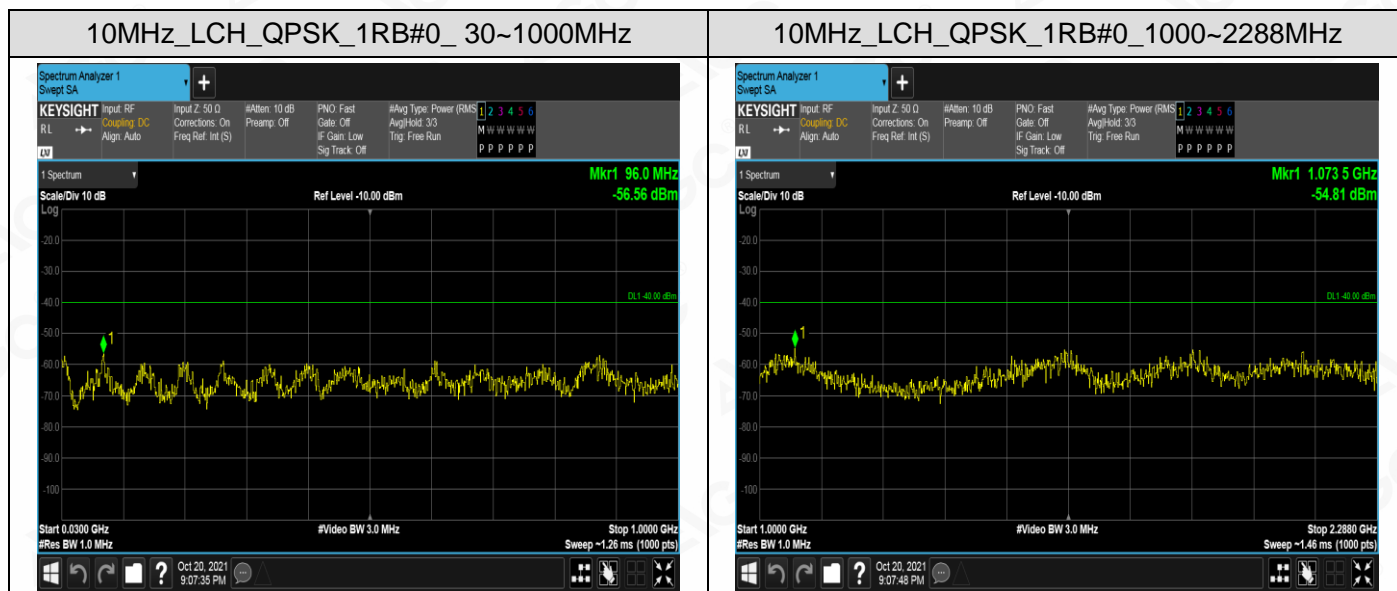 10MHz_LCH_QPSK_1RB#0_ 30~1000MHz
Spectrum Analyzer 1
Swept SA
+
KEYSIGHT
RL
LXI
Input: RF
Coupling: DC
Align: Auto
Input Z: 50 Ω
Corrections: On
Freq Ref: Int (S)
#Atten: 10 dB
Preamp: Off
PNO: Fast
Gate: Off
IF Gain: Low
Sig Track: Off
#Avg Type: Power (RMS
Avg|Hold: 3/3
Trig: Free Run
1 2 3 4 5 6
M W W W W W
P P P P P P
1 Spectrum
Mkr1 96.0 MHz
Scale/Div 10 dB
Ref Level -10.00 dBm
-56.56 dBm
Log
-20.0
-30.0
-40.0
DL1 -40.00 dBm
-50.0
1
-60.0
-70.0
-80.0
-90.0
-100
Start 0.0300 GHz
#Video BW 3.0 MHz
Stop 1.0000 GHz
#Res BW 1.0 MHz
Sweep ~1.26 ms (1000 pts)
?
Oct 20, 2021
9:07:35 PM
10MHz_LCH_QPSK_1RB#0_1000~2288MHz
Spectrum Analyzer 1
Swept SA
+
KEYSIGHT
RL
LXI
Input: RF
Coupling: DC
Align: Auto
Input Z: 50 Ω
Corrections: On
Freq Ref: Int (S)
#Atten: 10 dB
Preamp: Off
PNO: Fast
Gate: Off
IF Gain: Low
Sig Track: Off
#Avg Type: Power (RMS
Avg|Hold: 3/3
Trig: Free Run
1 2 3 4 5 6
M W W W W W
P P P P P P
1 Spectrum
Mkr1 1.073 5 GHz
Scale/Div 10 dB
Ref Level -10.00 dBm
-54.81 dBm
Log
-20.0
-30.0
-40.0
DL1 -40.00 dBm
-50.0
1
-60.0
-70.0
-80.0
-90.0
-100
Start 1.0000 GHz
#Video BW 3.0 MHz
Stop 2.2880 GHz
#Res BW 1.0 MHz
Sweep ~1.46 ms (1000 pts)
?
Oct 20, 2021
9:07:48 PM